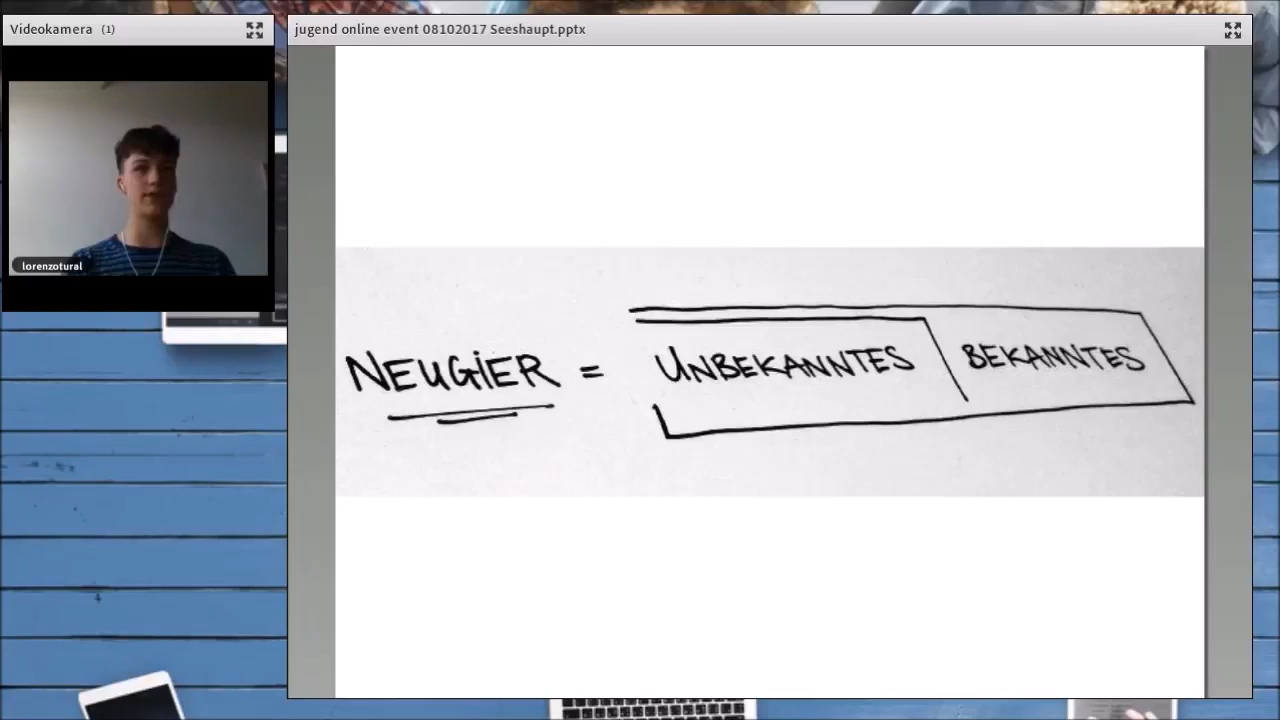 Videokamera (1)
jugend online event 08102017 Seeshaupt.pptx
lorenzotural
NEUGIER = UNBEKANNTES BEKANNTES